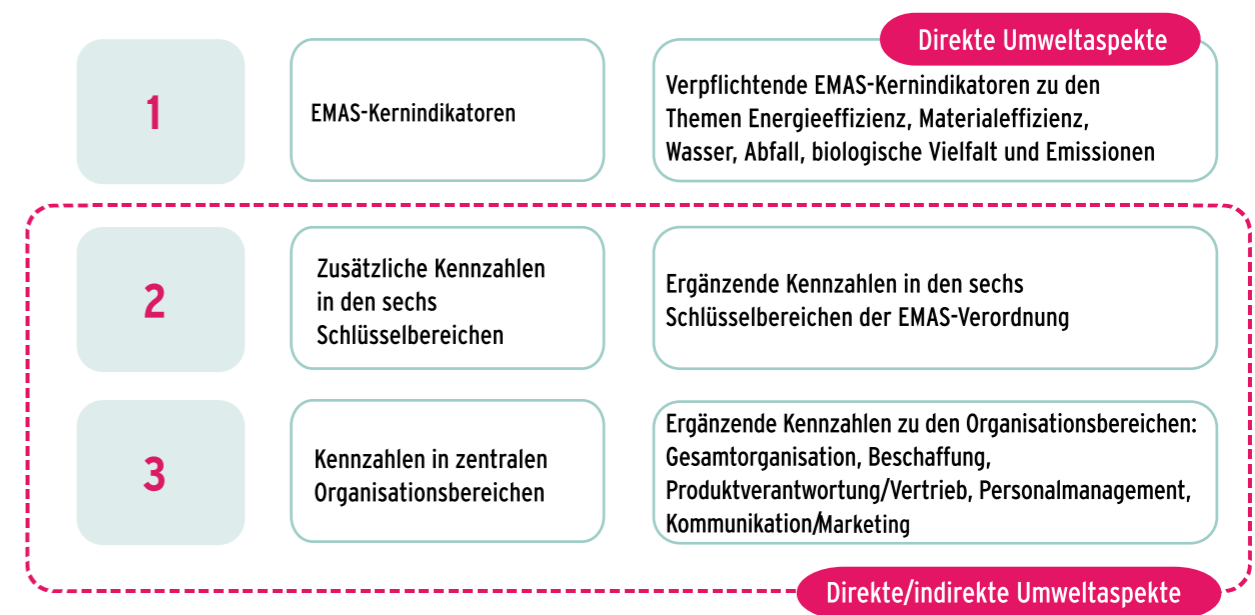 Direkte Umweltaspekte
1
EMAS-Kernindikatoren
Verpflichtende EMAS-Kernindikatoren zu den
Themen Energieeffizienz, Materialeffizienz,
Wasser, Abfall, biologische Vielfalt und Emissionen
2
Zusätzliche Kennzahlen
in den sechs
Schlüsselbereichen
Ergänzende Kennzahlen in den sechs
Schlüsselbereichen der EMAS-Verordnung
3
Kennzahlen in zentralen
Organisationsbereichen
Ergänzende Kennzahlen zu den Organisationsbereichen:
Gesamtorganisation, Beschaffung,
Produktverantwortung/Vertrieb, Personalmanagement,
Kommunikation/Marketing
Direkte/indirekte Umweltaspekte